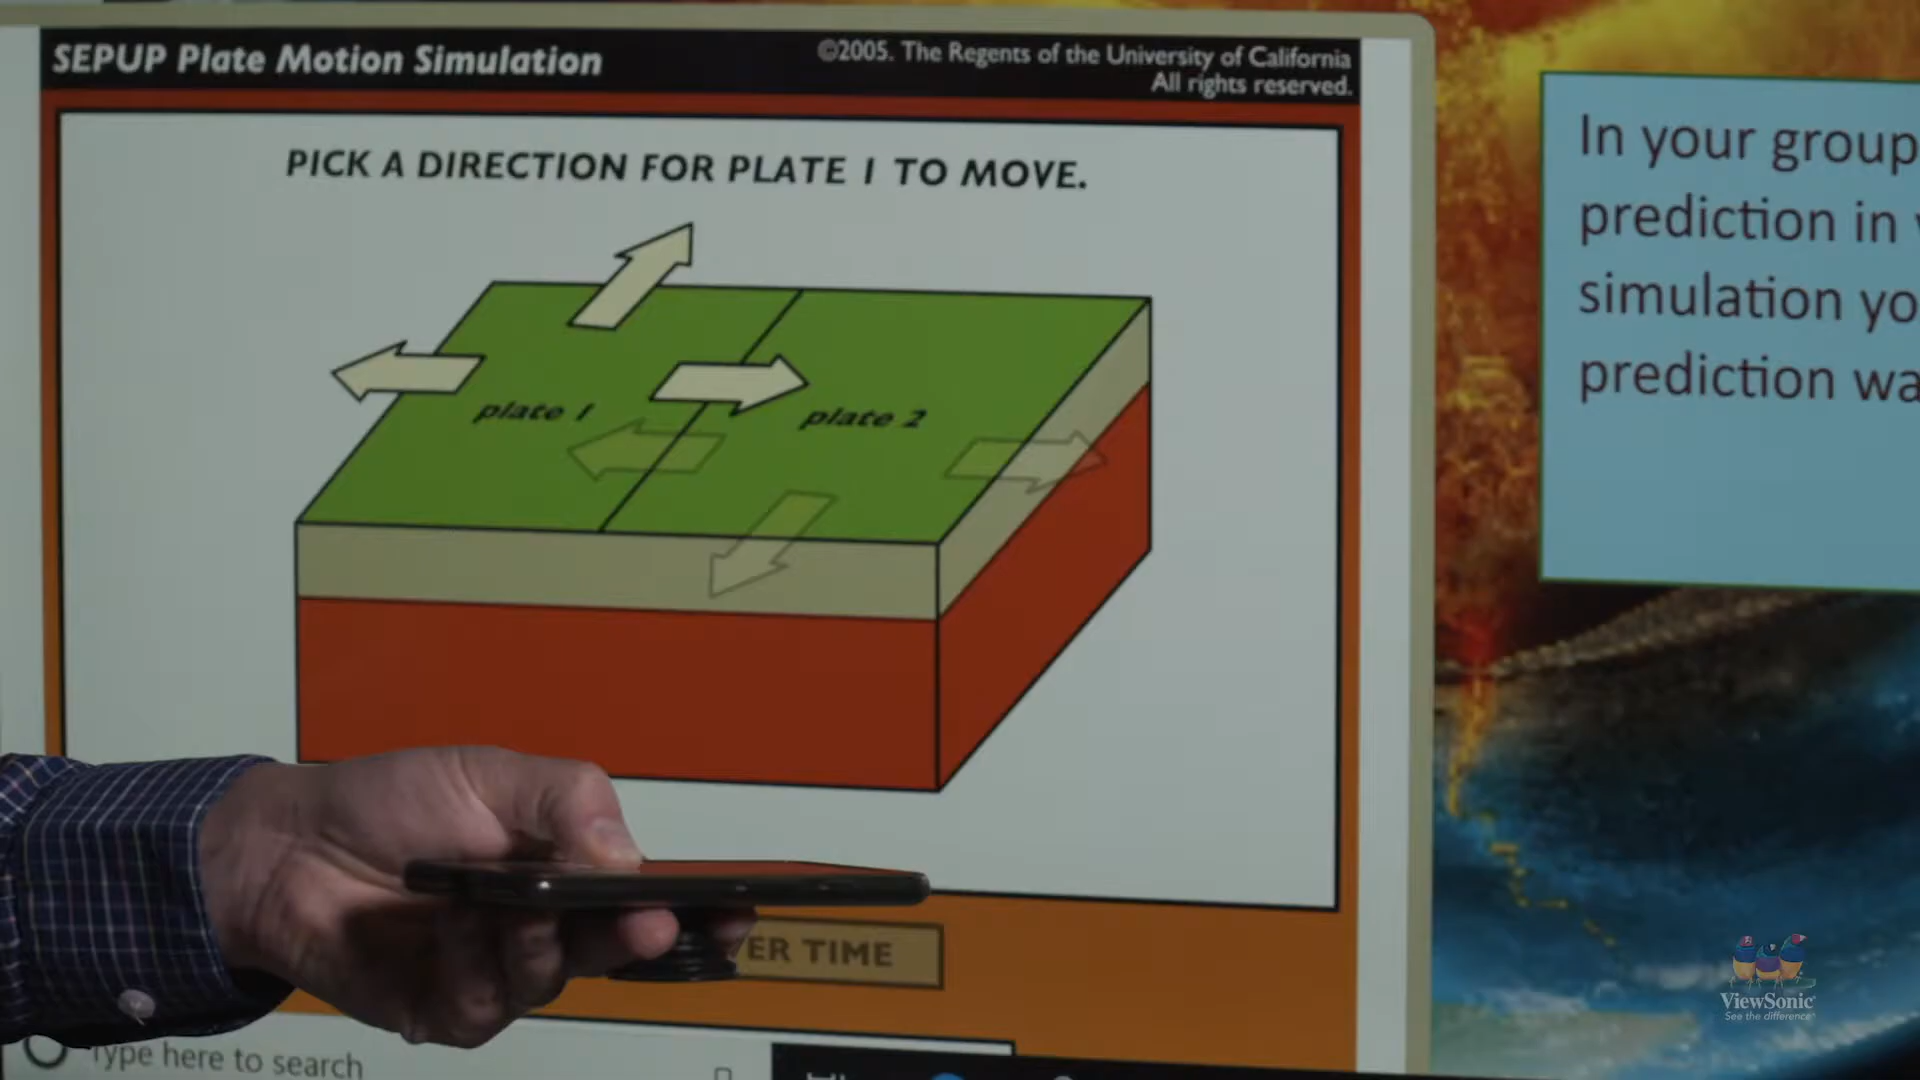 SEPUP Plate Motion Simulation
©2005. The Regents of the University of California
All rights reserved.
PICK A DIRECTION FOR PLATE 1 TO MOVE.
plate 1
plate 2
In your group
prediction in
simulation yo
prediction wa
ER TIME
Type here to search
ViewSonic
See the difference